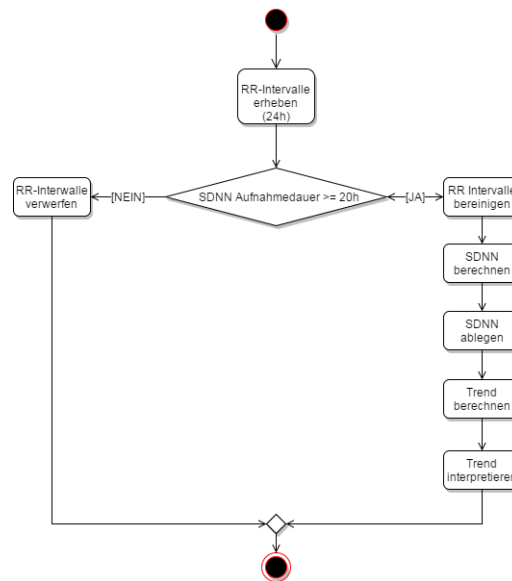 RR-Intervalle
erheben
(24h)
RR-Interwalle
verwerfen
[NEIN]
SDNN Aufnahmedauer >= 20h
[JA]
RR Intervalle
bereinigen
SDNN
berechnen
SDNN
ablegen
Trend
berechnen
Trend
interpretieren